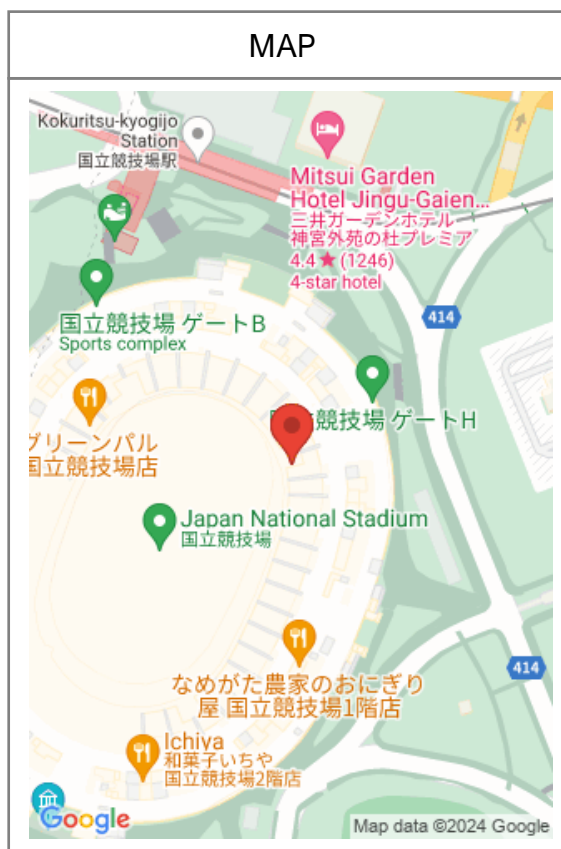 MAP
Kokuritsu-kyogijo
Station
国立競技場駅
Mitsui Garden
Hotel Jingu-Gaien...
三井ガーデンホテル
神宮外苑の杜プレミア
4.4★(1246)
4-star hotel
414
国立競技場 ゲートB
Sports complex
競技場 ゲートH
グリーンパル
国立競技場店
Japan National Stadium
国立競技場
なめがた農家のおにぎり
屋 国立競技場1階店
414
Ichiya
和菓子いちや
国立競技場2階店
Google
Map data ©2024 Google